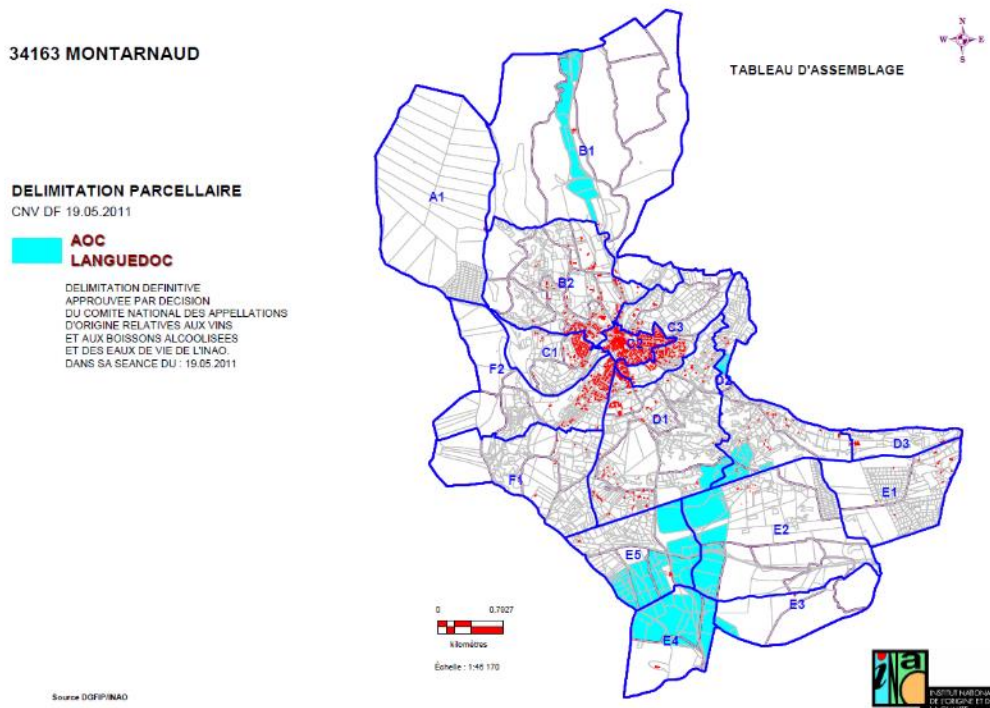 34163 MONTARNAUD
TABLEAU D'ASSEMBLAGE
N
W E
S
DELIMITATION PARCELLAIRE
CNV DF 19.05.2011
AOC
LANGUEDOC
DELIMITATION DEFINITIVE
APPROUVEE PAR DECISION
DU COMITE NATIONAL DES APPELLATIONS
D'ORIGINE RELATIVES AUX VINS
ET AUX BOISSONS ALCOOLISEES
ET DES EAUX DE VIE DE L'INAO.
DANS SA SEANCE DU : 19.05.2011
A1
B1
B2
C3
C2
C1
F2
D2
D1
D3
F1
E1
E2
E5
E3
E4
0 0.7927
kilomètres
Échelle : 1:46 170
Source DGFIP/INAO
INAO
INSTITUT NATIONAL
DE L'ORIGINE ET DE